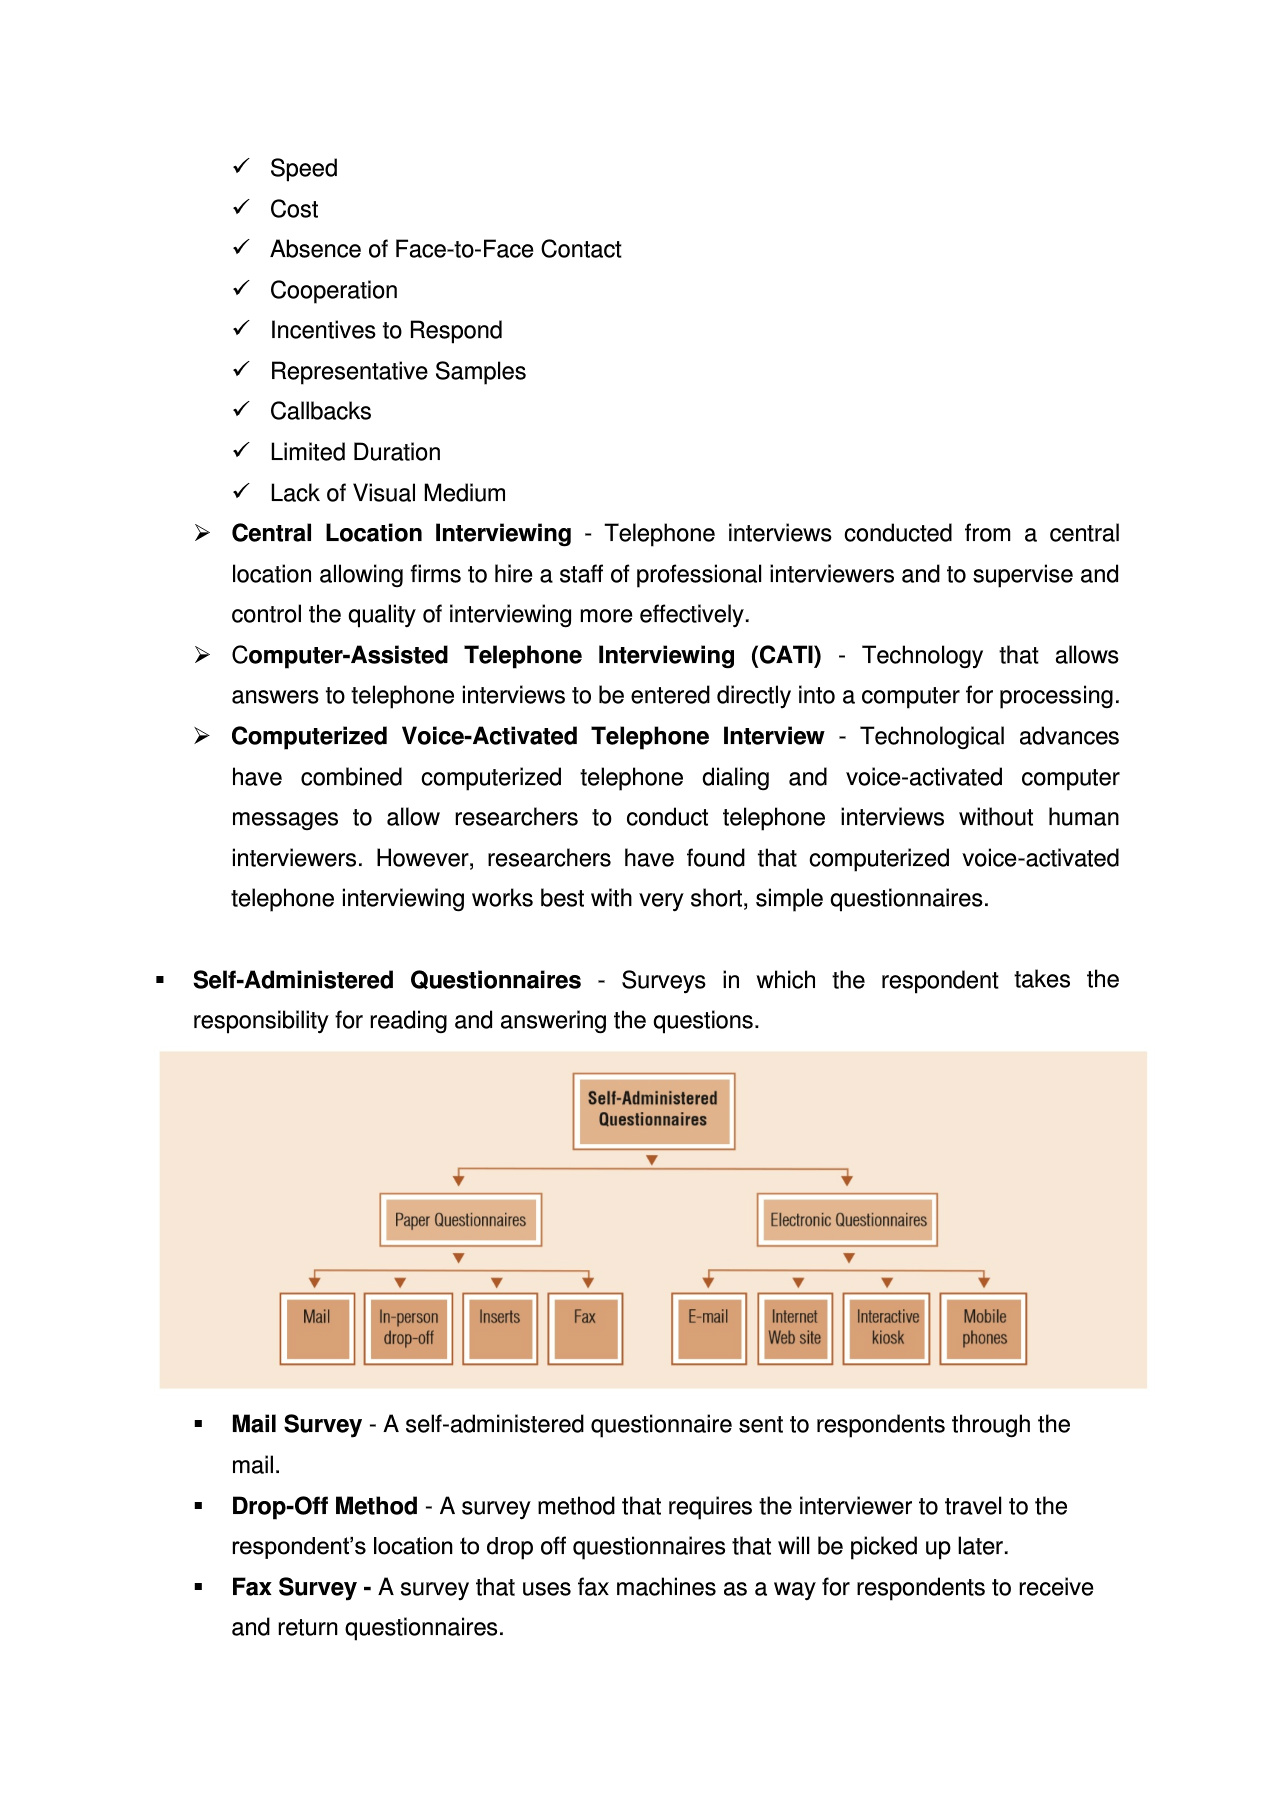 ✓ Speed
✓ Cost
✓ Absence of Face-to-Face Contact
✓ Cooperation
✓ Incentives to Respond
✓ Representative Samples
✓ Callbacks
✓ Limited Duration
✓ Lack of Visual Medium
➢ Central Location Interviewing - Telephone interviews conducted from a central
location allowing firms to hire a staff of professional interviewers and to supervise and
control the quality of interviewing more effectively.
➢ Computer-Assisted Telephone Interviewing (CATI) - Technology that allows
answers to telephone interviews to be entered directly into a computer for processing.
➢ Computerized Voice-Activated Telephone Interview - Technological advances
have combined computerized telephone dialing and voice-activated computer
messages to allow researchers to conduct telephone interviews without human
interviewers. However, researchers have found that computerized voice-activated
telephone interviewing works best with very short, simple questionnaires.
▪ Self-Administered Questionnaires - Surveys in which the respondent takes the
responsibility for reading and answering the questions.
Self-Administered
Questionnaires
Paper Questionnaires
Electronic Questionnaires
Mail
In-person
drop-off
Inserts
Fax
E-mail
Internet
Web site
Interactive
kiosk
Mobile
phones
▪ Mail Survey - A self-administered questionnaire sent to respondents through the
mail.
▪ Drop-Off Method - A survey method that requires the interviewer to travel to the
respondent’s location to drop off questionnaires that will be picked up later.
▪ Fax Survey - A survey that uses fax machines as a way for respondents to receive
and return questionnaires.